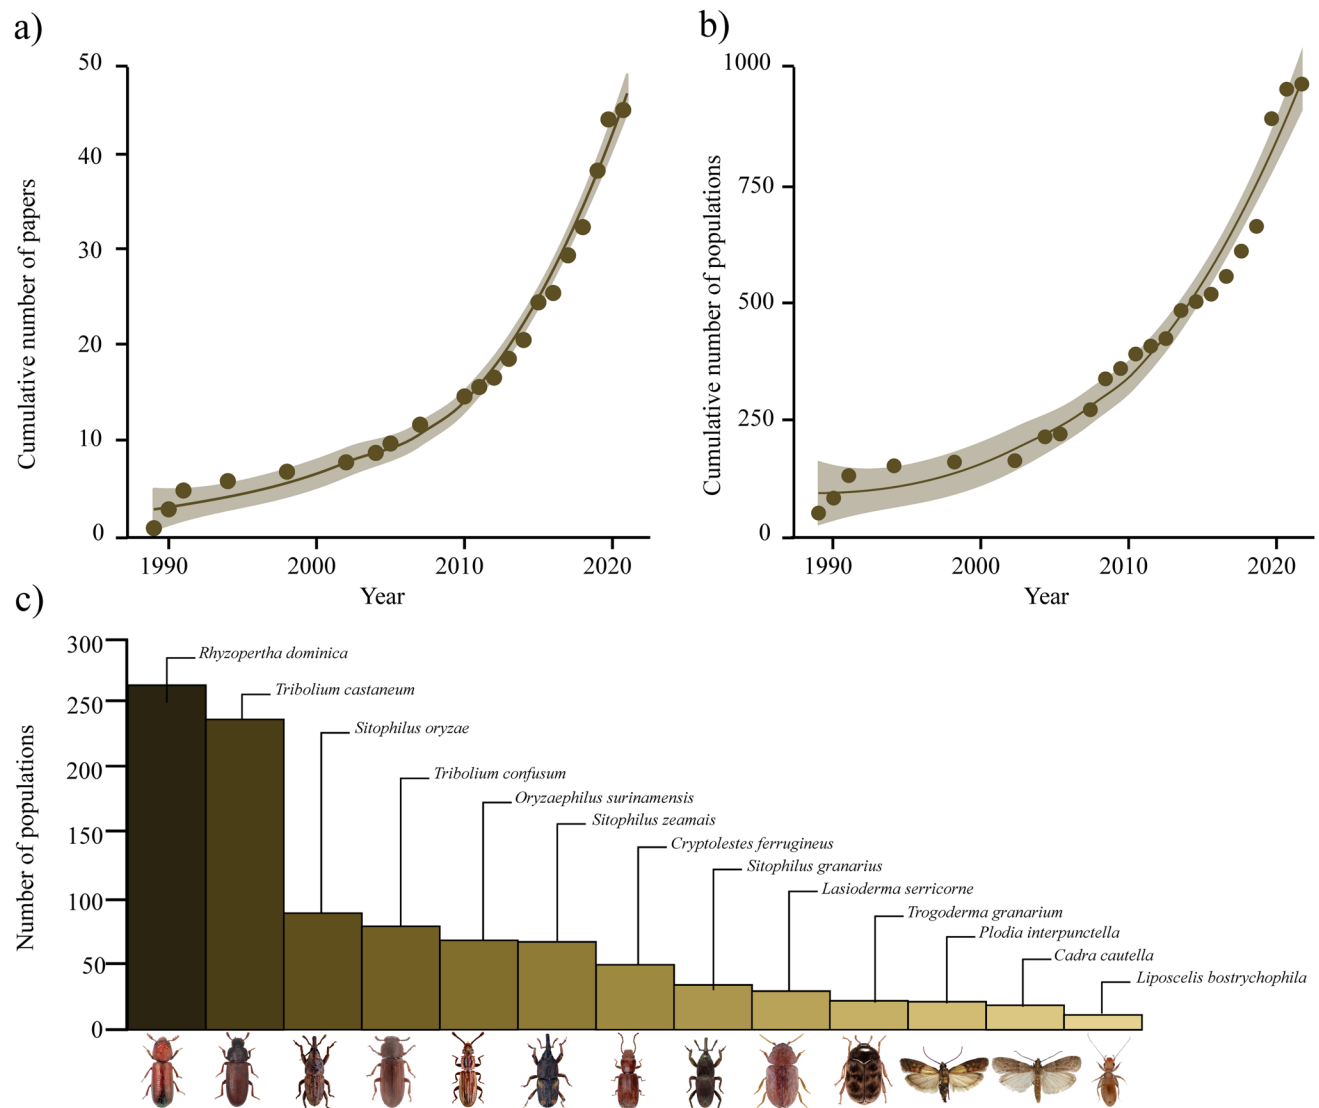 a)
Cumulative number of papers
50
40
30
20
10
0
1990 2000 2010 2020
Year
b)
Cumulative number of populations
1000
750
500
250
0
1990 2000 2010 2020
Year
c)
Number of populations
300
250
200
150
100
50
0
Rhyzopertha dominica
Tribolium castaneum
Sitophilus oryzae
Tribolium confusum
Oryzaephilus surinamensis
Sitophilus zeamais
Cryptolestes ferrugineus
Sitophilus granarius
Lasioderma serricorne
Trogoderma granarium
Plodia interpunctella
Cadra cautella
Liposcelis bostrychophila